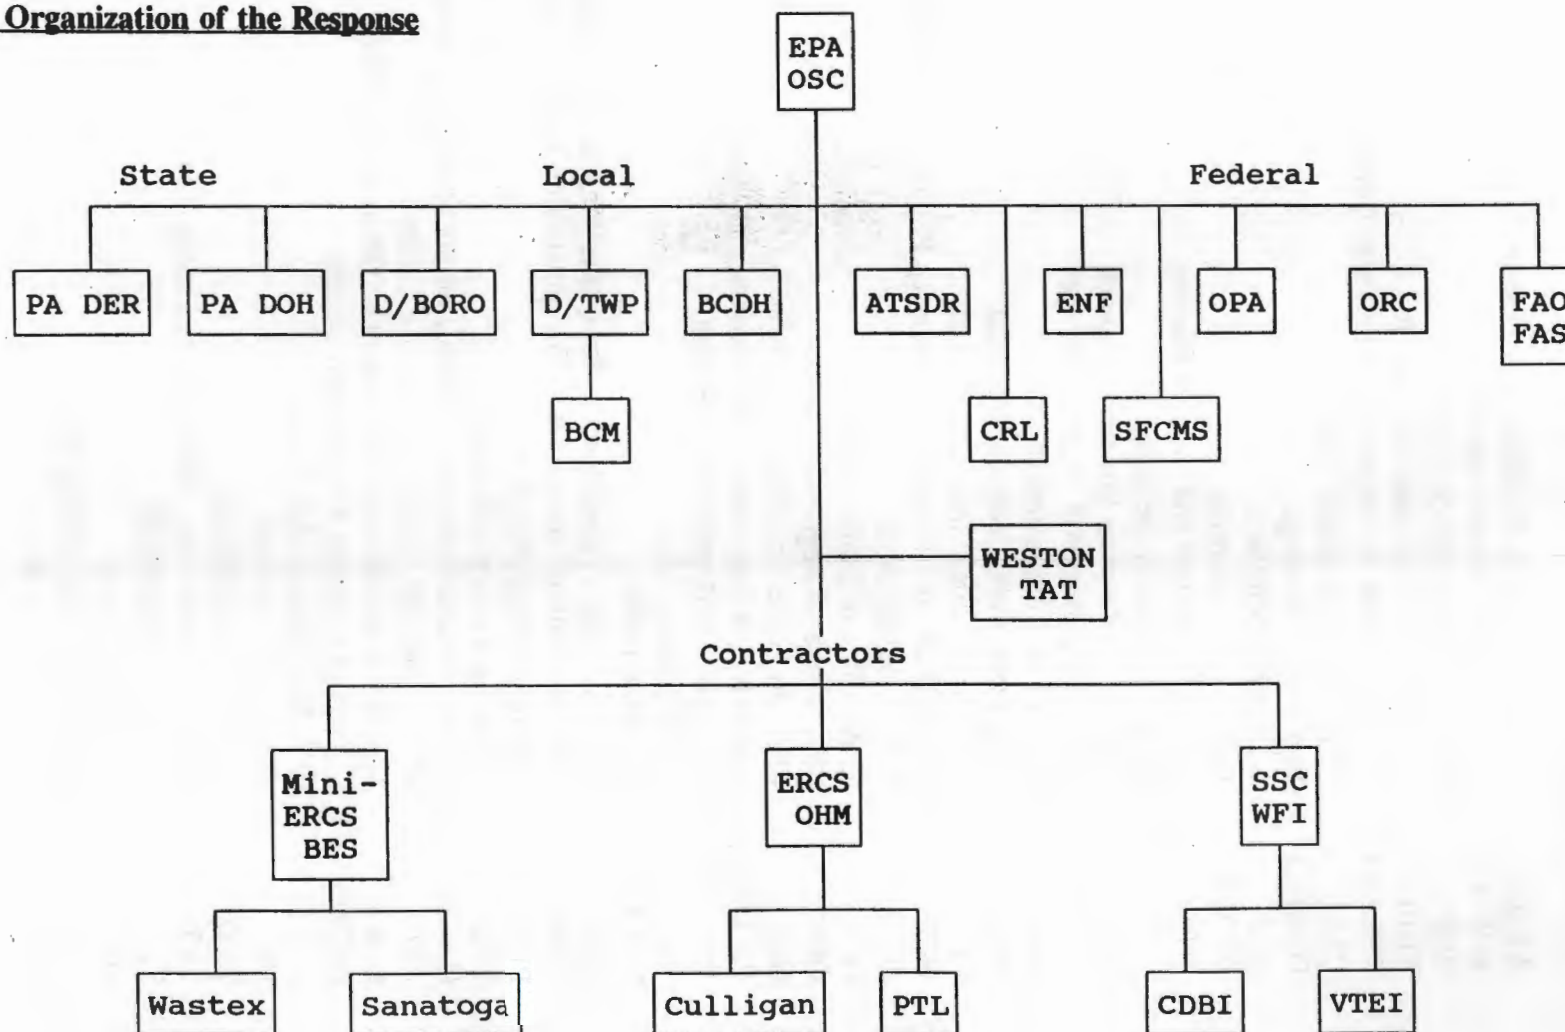 Organization of the Response
EPA
OSC
State
Local
Federal
PA DER
PA DOH
D/BORO
D/TWP
BCDH
ATSDR
ENF
OPA
ORC
FAO
FAS
BCM
CRL
SFCMS
WESTON
TAT
Contractors
Mini-
ERCS
BES
ERCS
OHM
SSC
WFI
Wastex
Sanatoga
Culligan
PTL
CDBI
VTEI